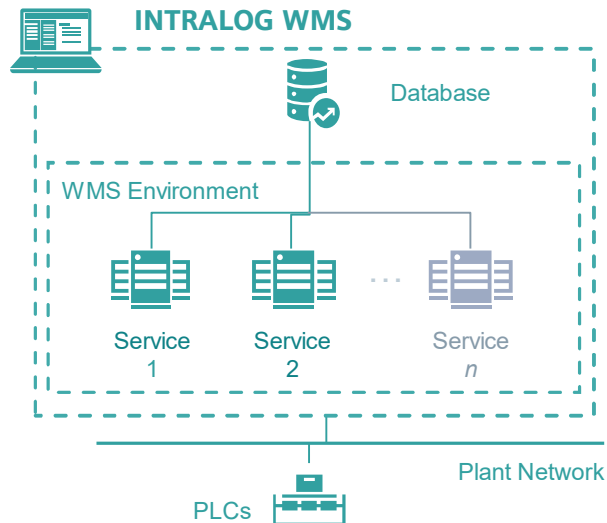 INTRALOG WMS
Database
WMS Environment
. . .
Service
1
Service
2
Service
n
Plant Network
PLCs